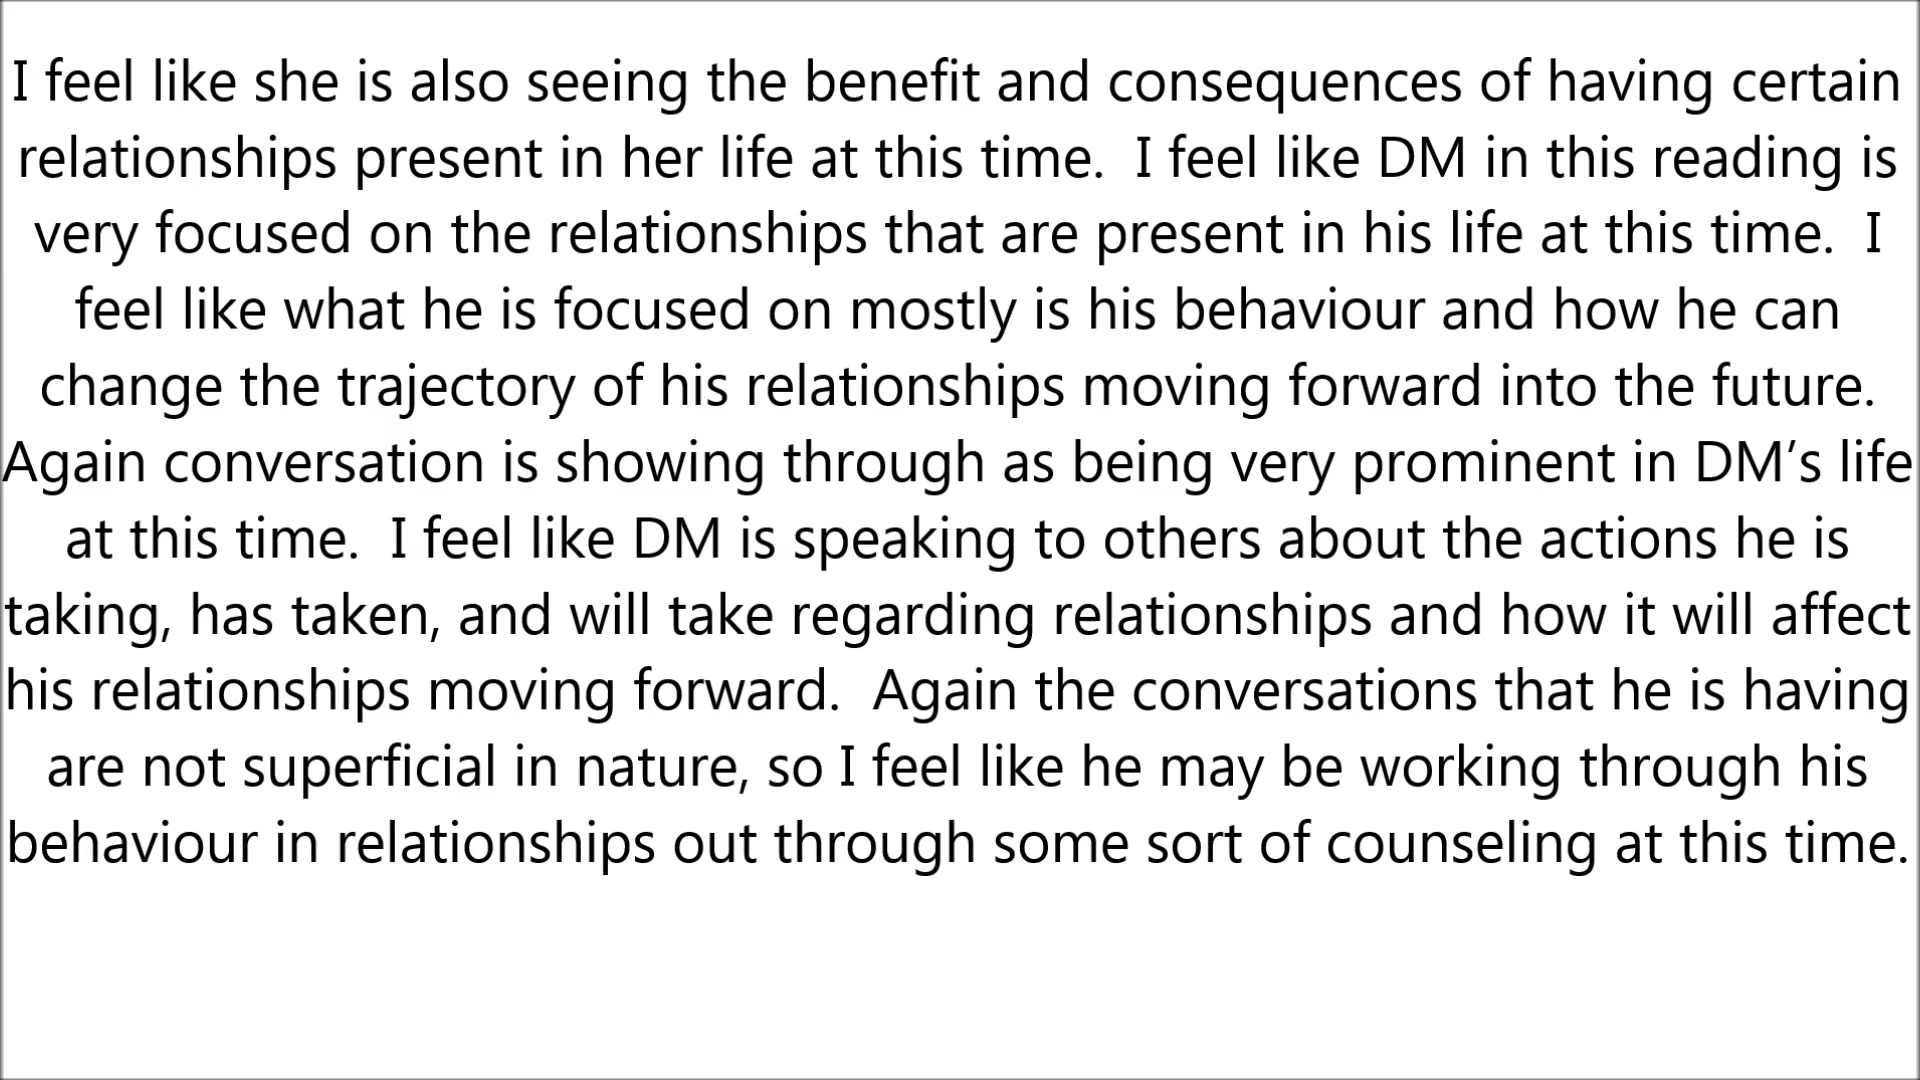 I feel like she is also seeing the benefit and consequences of having certain
relationships present in her life at this time.  I feel like DM in this reading is
very focused on the relationships that are present in his life at this time.  I
feel like what he is focused on mostly is his behaviour and how he can
change the trajectory of his relationships moving forward into the future.
Again conversation is showing through as being very prominent in DM’s life
at this time.  I feel like DM is speaking to others about the actions he is
taking, has taken, and will take regarding relationships and how it will affect
his relationships moving forward.  Again the conversations that he is having
are not superficial in nature, so I feel like he may be working through his
behaviour in relationships out through some sort of counseling at this time.